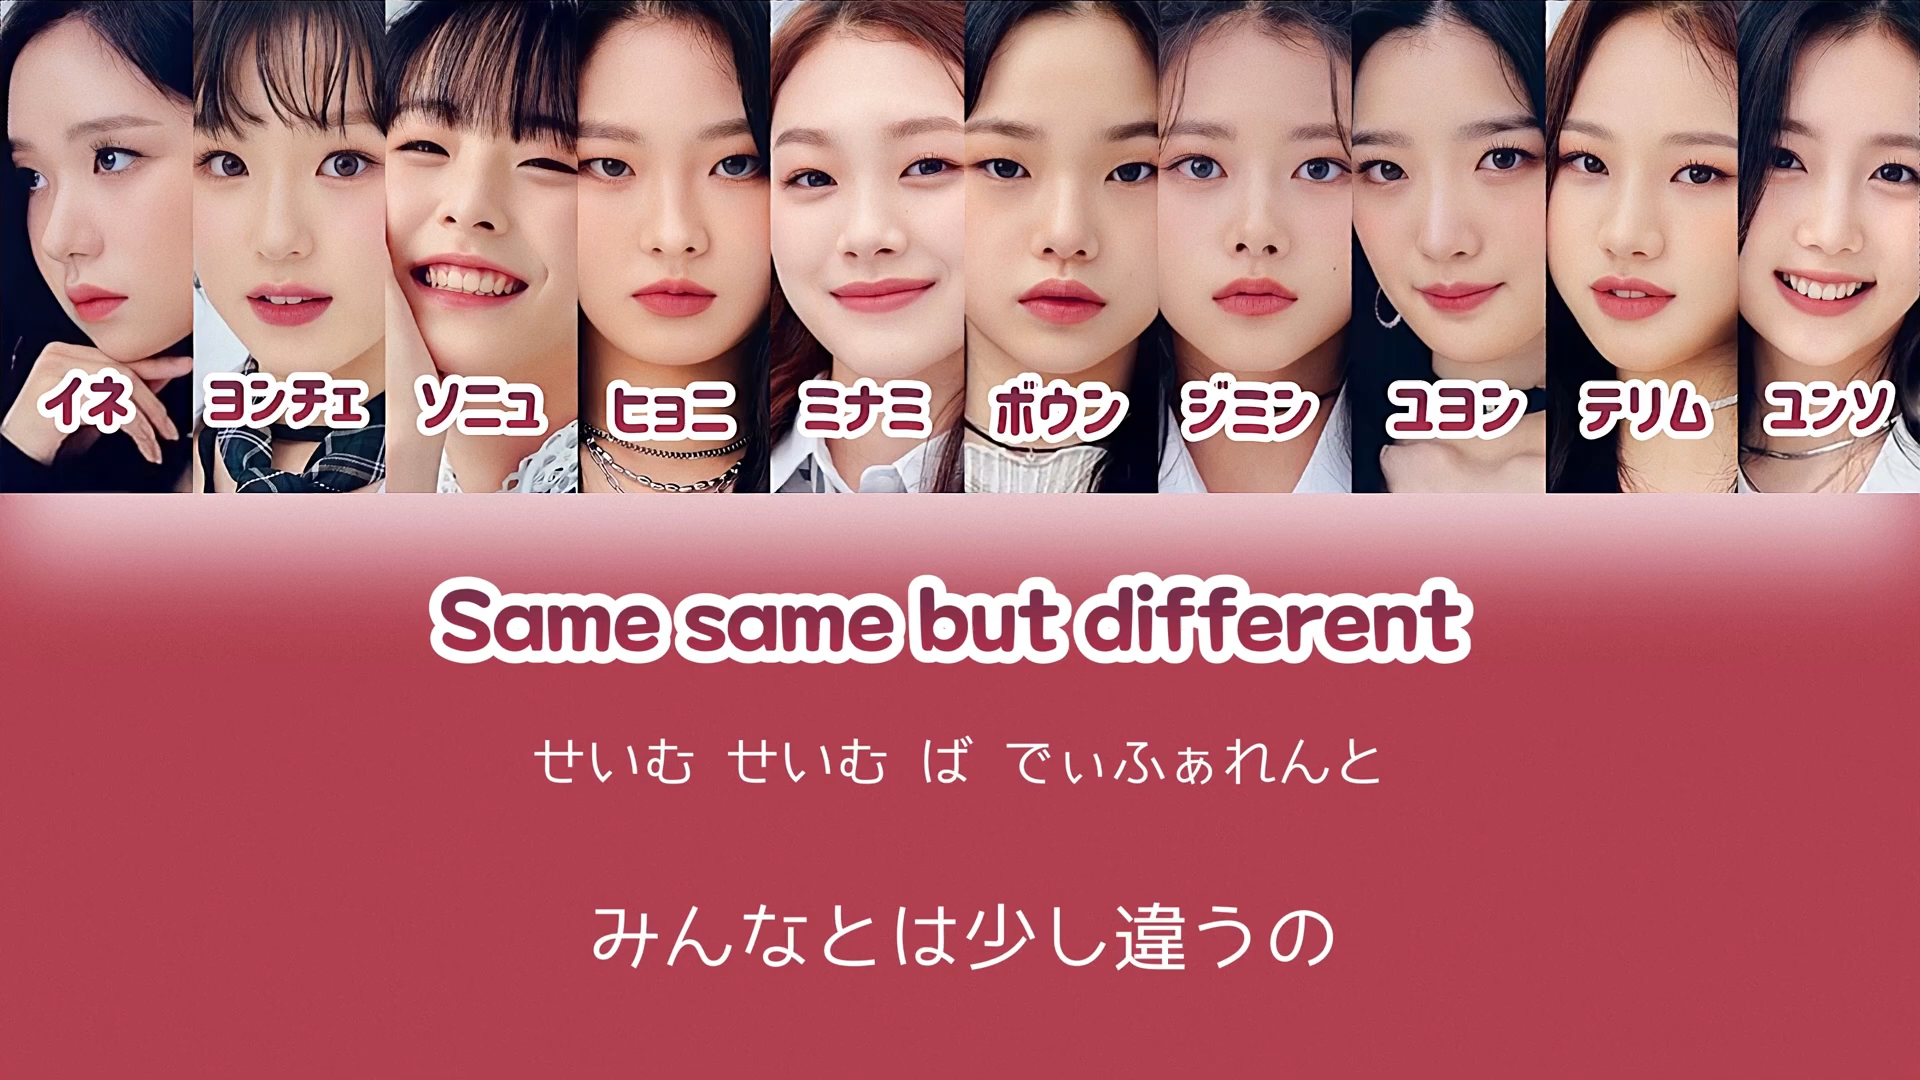 イネ ヨンチェ ソニュ ヒョニ ミナミ ボウン ジミン ユヨン テリム ユンソ
Same same but different
せいむ せいむ ば でぃふぁれんと
みんなとは少し違うの